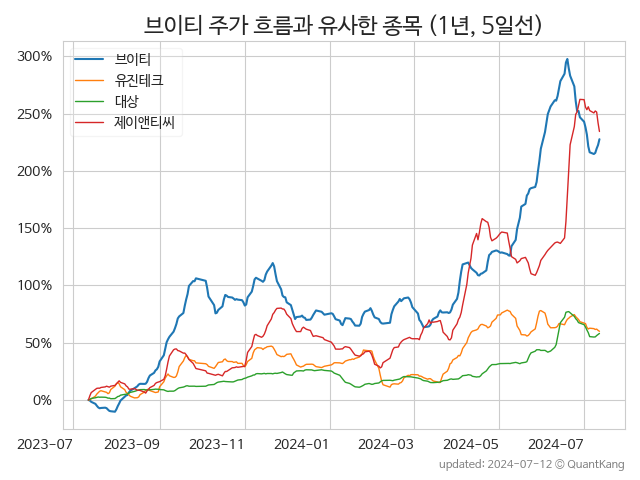 브이티 주가 흐름과 유사한 종목 (1년, 5일선)
브이티
유진테크
대상
제이앤티씨
300%
250%
200%
150%
100%
50%
0%
2023-07 2023-09 2023-11 2024-01 2024-03 2024-05 2024-07
updated: 2024-07-12 © QuantKang